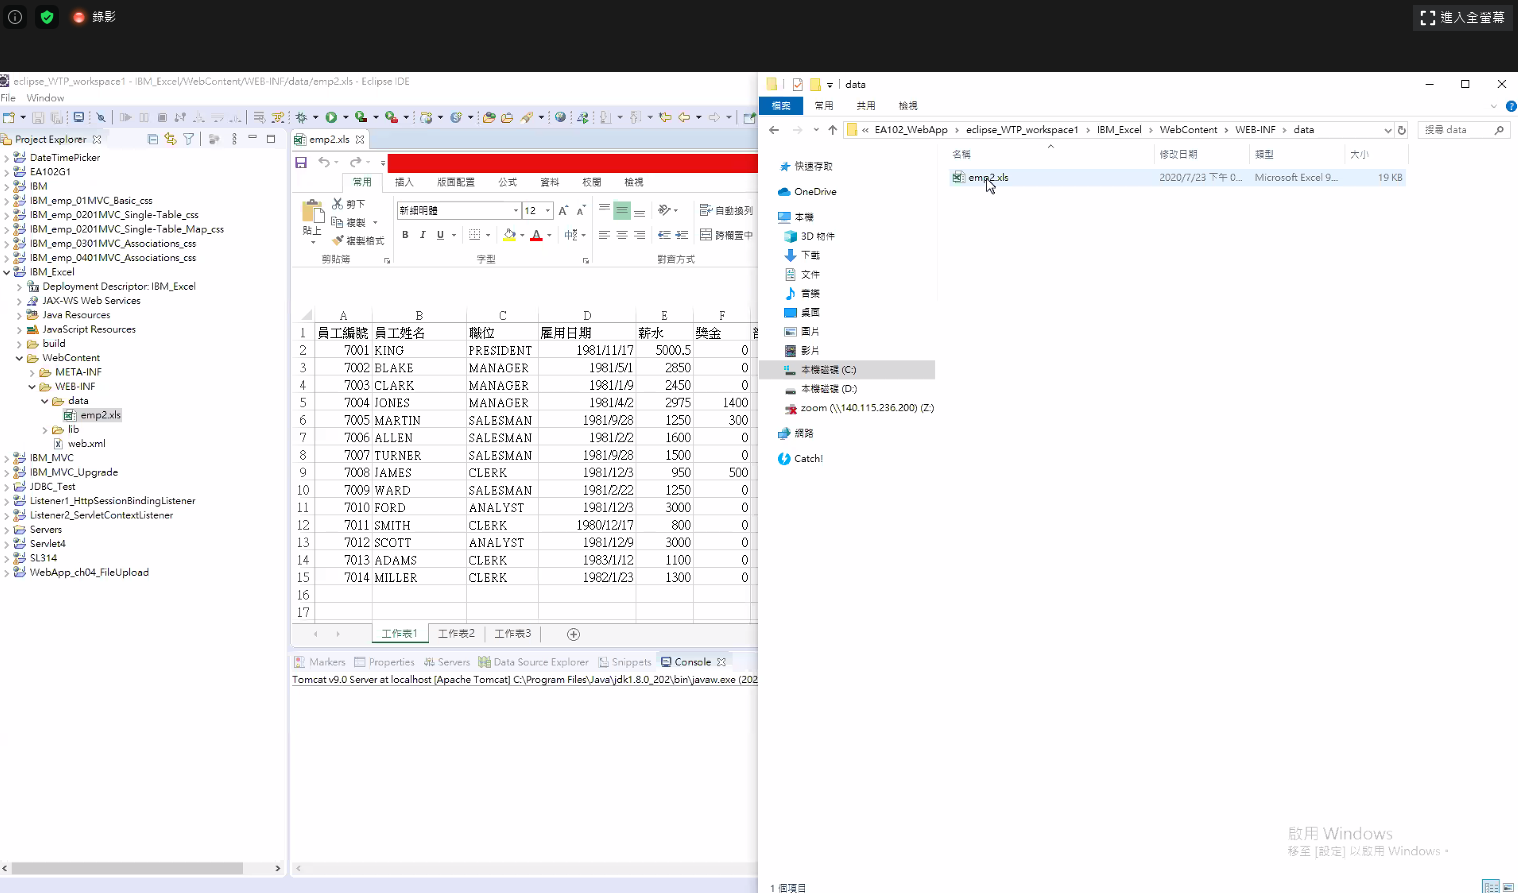 錄影
進入全螢幕
eclipse_WTP_workspace1 - IBM_Excel/WebContent/WEB-INF/data/emp2.xls - Eclipse IDE
File Window
Project Explorer
DateTimePicker
EA102G1
IBM
IBM_emp_01MVC_Basic_css
IBM_emp_0201MVC_Single-Table_css
IBM_emp_0201MVC_Single-Table_Map_css
IBM_emp_0301MVC_Associations_css
IBM_emp_0401MVC_Associations_css
IBM_Excel
Deployment Descriptor: IBM_Excel
JAX-WS Web Services
Java Resources
JavaScript Resources
build
WebContent
META-INF
WEB-INF
data
emp2.xls
lib
web.xml
IBM_MVC
IBM_MVC_Upgrade
JDBC_Test
Listener1_HttpSessionBindingListener
Listener2_ServletContextListener
Servers
Servlet4
SL314
WebApp_ch04_FileUpload
emp2.xls
常用 插入 版面配置 公式 資料 校閱 檢視
貼上 剪下 複製 複製格式
剪貼簿
新細明體 12
B I U
字型
自動換列
跨欄置中
對齊方式
A B C D E F
1 員工編號 員工姓名 職位 雇用日期 薪水 獎金
2 7001 KING PRESIDENT 1981/11/17 5000.5 0
3 7002 BLAKE MANAGER 1981/5/1 2850 0
4 7003 CLARK MANAGER 1981/1/9 2450 0
5 7004 JONES MANAGER 1981/4/2 2975 1400
6 7005 MARTIN SALESMAN 1981/9/28 1250 300
7 7006 ALLEN SALESMAN 1981/2/2 1600 0
8 7007 TURNER SALESMAN 1981/9/28 1500 0
9 7008 JAMES CLERK 1981/12/3 950 500
10 7009 WARD SALESMAN 1981/2/22 1250 0
11 7010 FORD ANALYST 1981/12/3 3000 0
12 7011 SMITH CLERK 1980/12/17 800 0
13 7012 SCOTT ANALYST 1981/12/9 3000 0
14 7013 ADAMS CLERK 1983/1/12 1100 0
15 7014 MILLER CLERK 1982/1/23 1300 0
16
17
工作表1 工作表2 工作表3
Markers Properties Servers Data Source Explorer Snippets Console
Tomcat v9.0 Server at localhost [Apache Tomcat] C:\Program Files\Java\jdk1.8.0_202\bin\javaw.exe (202
data
檔案 常用 共用 檢視
« EA102_WebApp › eclipse_WTP_workspace1 › IBM_Excel › WebContent › WEB-INF › data
搜尋 data
名稱 修改日期 類型 大小
emp2.xls 2020/7/23 下午 0... Microsoft Excel 9... 19 KB
快速存取
OneDrive
本機
3D 物件
下載
文件
音樂
桌面
圖片
影片
本機磁碟 (C:)
本機磁碟 (D:)
zoom (\\140.115.236.200) (Z:)
網路
Catch!
啟用 Windows
移至 [設定] 以啟用 Windows。
1 個項目